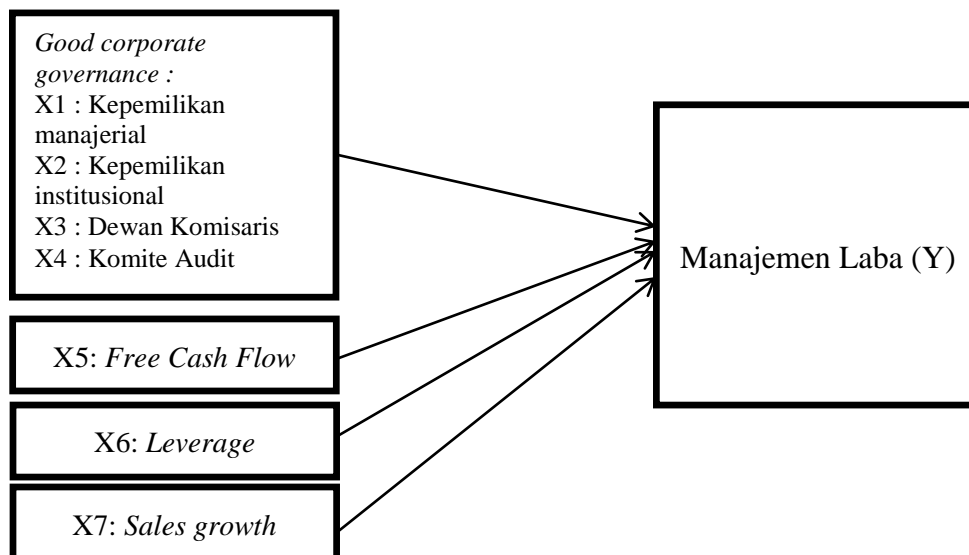 Good corporate
governance :
X1 : Kepemilikan
manajerial
X2 : Kepemilikan
institusional
X3 : Dewan Komisaris
X4 : Komite Audit
Manajemen Laba (Y)
X5: Free Cash Flow
X6: Leverage
X7: Sales growth